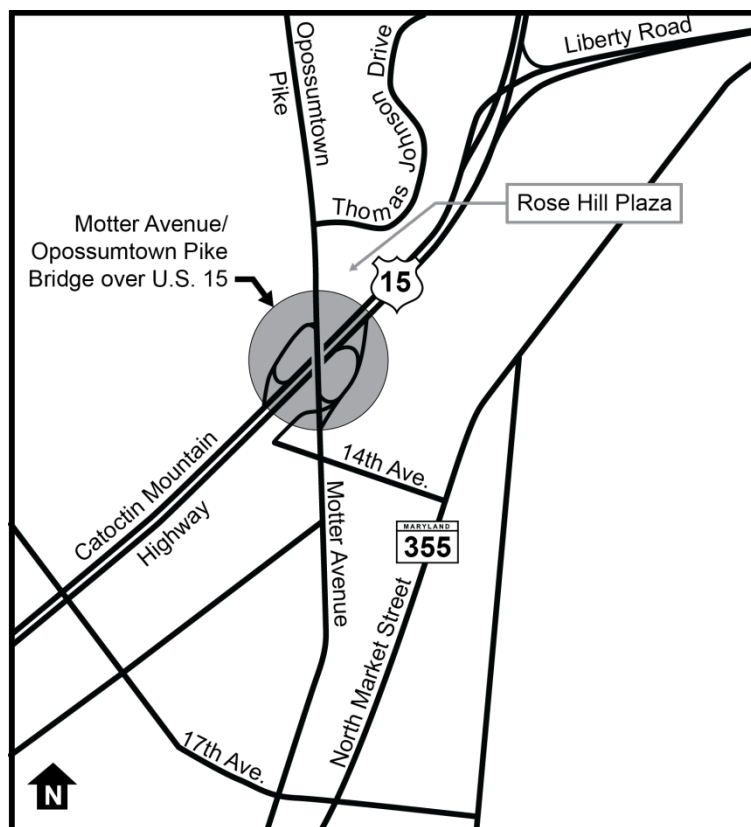 Opossumtown
Pike
Thomas Johnson Drive
Liberty Road
Rose Hill Plaza
Motter Avenue/
Opossumtown Pike
Bridge over U.S. 15
15
14th Ave.
Catoctin Mountain
Highway
Motter Avenue
MARYLAND
355
North Market Street
17th Ave.
N